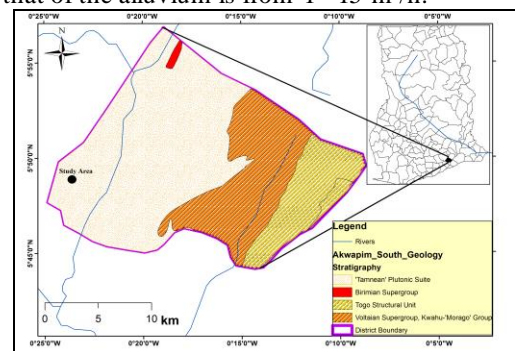 that of the alluvium is from 1- 15 m³/h.
0°25'0"W 0°20'0"W 0°15'0"W 0°10'0"W 0°5'0"W
N
5°55'0"N
5°50'0"N
Study Area
5°45'0"N
Legend
Rivers
Akwapim_South_Geology
Stratigraphy
'Tamnean' Plutonic Suite
Birimian Supergroup
Togo Structural Unit
Voltaian Supergroup, Kwahu-'Morago' Group
District Boundary
0 5 10
km
0°25'0"W 0°20'0"W 0°15'0"W 0°10'0"W 0°5'0"W